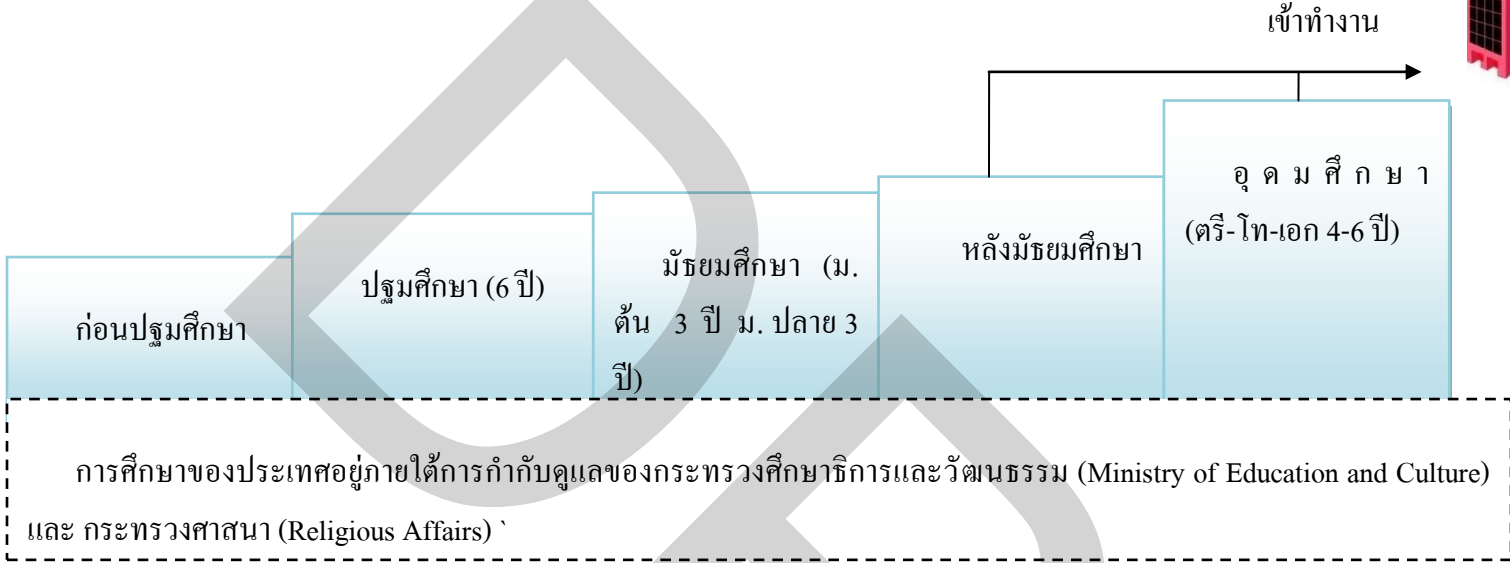 เข้าทำงาน
อุดมศึกษา
(ตรี-โท-เอก 4-6 ปี)
หลังมัธยมศึกษา
มัธยมศึกษา (ม.
ต้น 3 ปี ม. ปลาย 3
ปี)
ปฐมศึกษา (6 ปี)
ก่อนปฐมศึกษา
การศึกษาของประเทศอยู่ภายใต้การกำกับดูแลของกระทรวงศึกษาธิการและวัฒนธรรม (Ministry of Education and Culture)
และ กระทรวงศาสนา (Religious Affairs) `